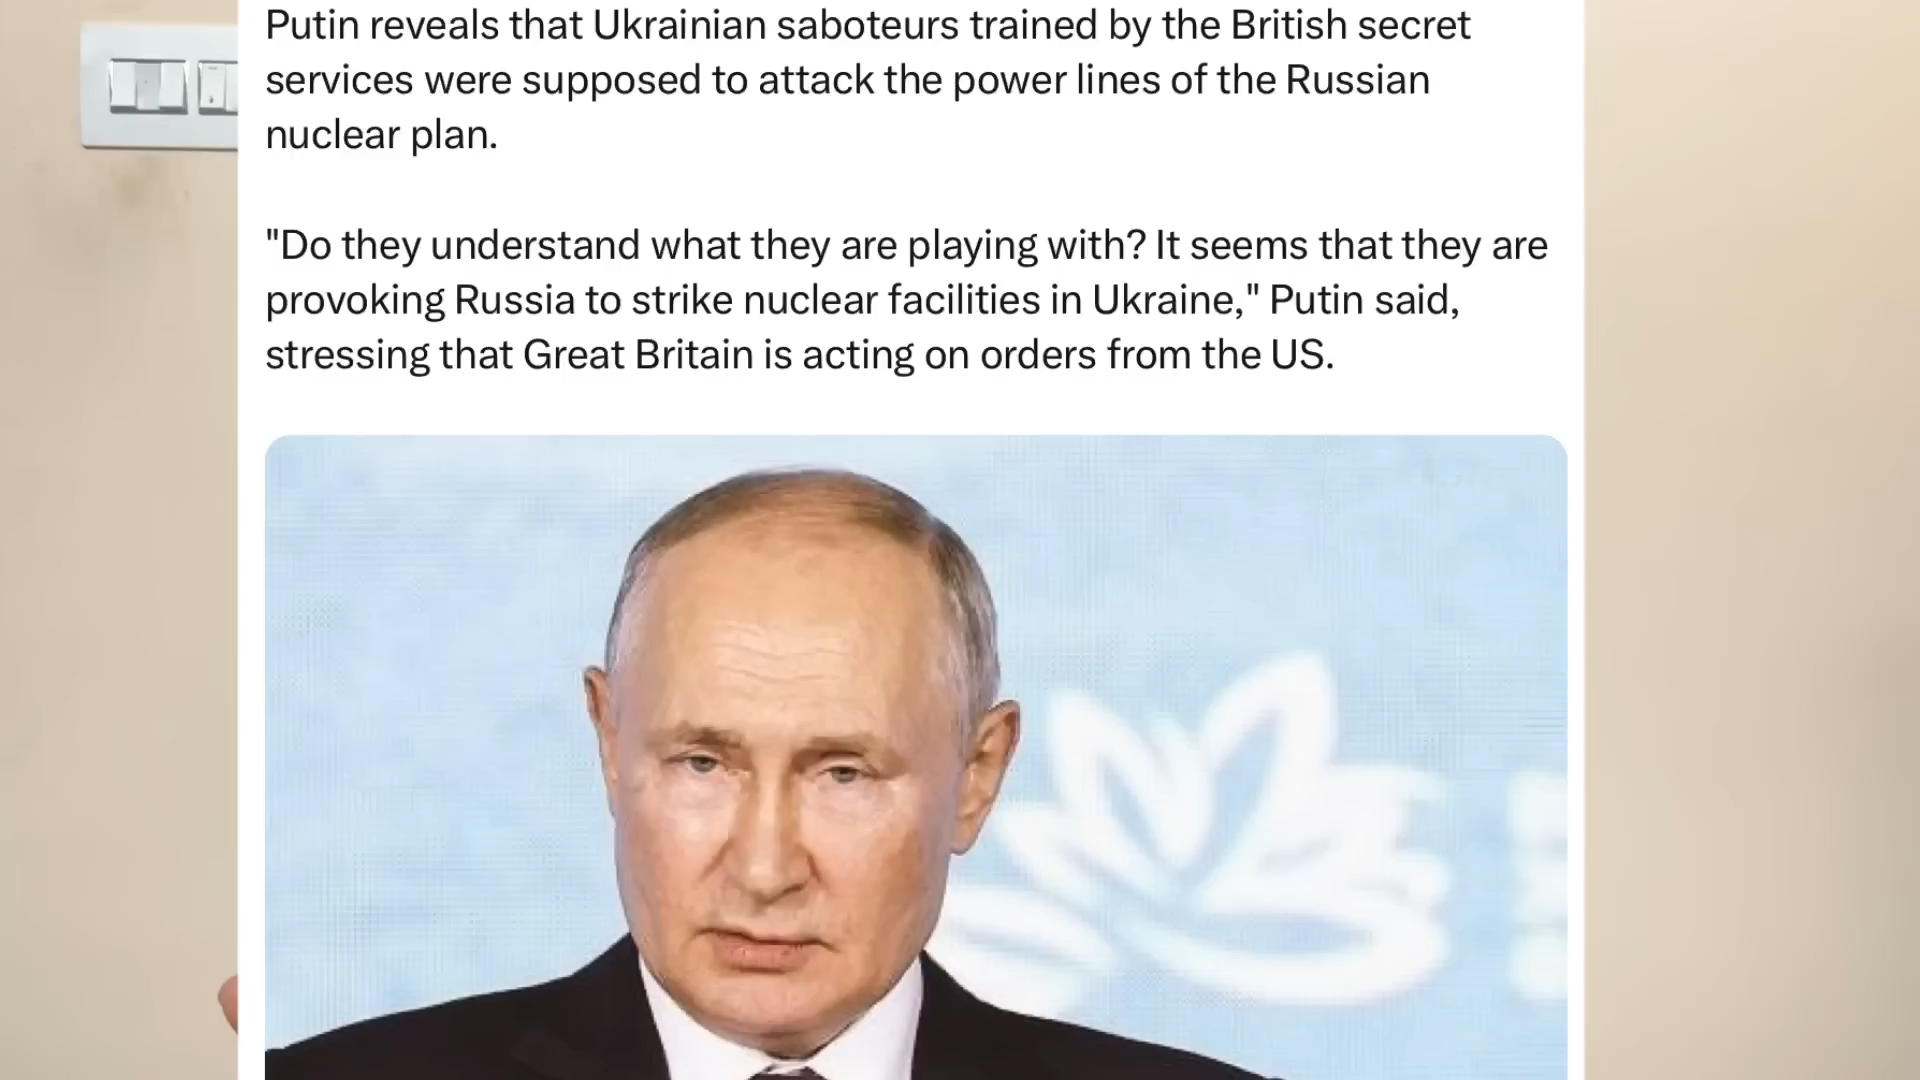 Putin reveals that Ukrainian saboteurs trained by the British secret
services were supposed to attack the power lines of the Russian
nuclear plan.
"Do they understand what they are playing with? It seems that they are
provoking Russia to strike nuclear facilities in Ukraine," Putin said,
stressing that Great Britain is acting on orders from the US.